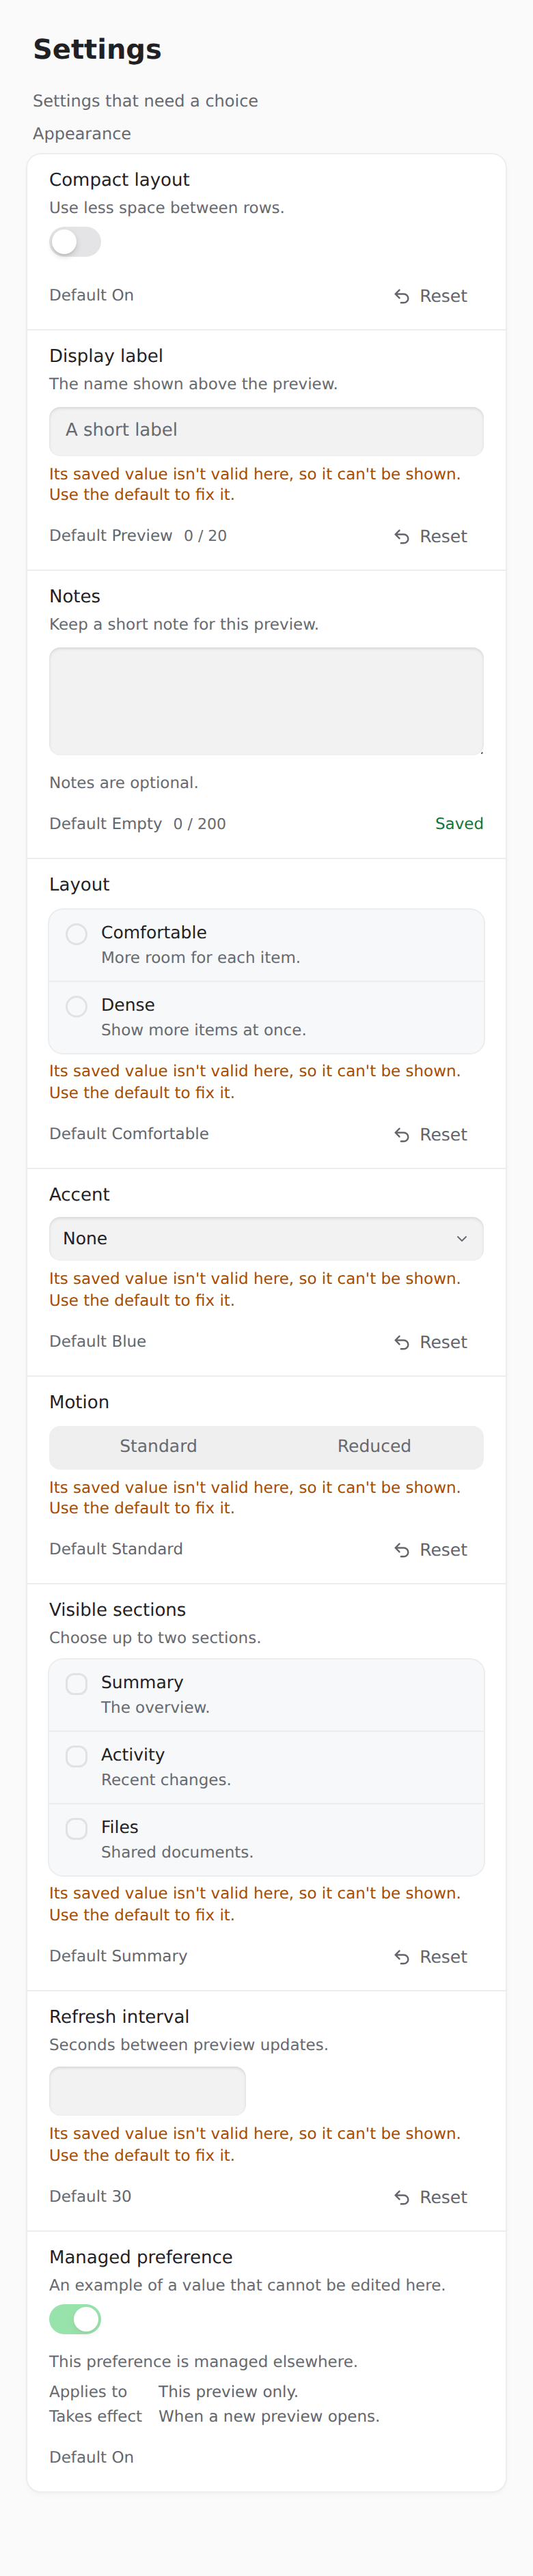 Settings
Settings that need a choice
Appearance
Compact layout
Use less space between rows.
Default On
Reset
Display label
The name shown above the preview.
A short label
Its saved value isn't valid here, so it can't be shown.
Use the default to fix it.
Default Preview 0 / 20
Reset
Notes
Keep a short note for this preview.
Notes are optional.
Default Empty 0 / 200
Saved
Layout
Comfortable
More room for each item.
Dense
Show more items at once.
Its saved value isn't valid here, so it can't be shown.
Use the default to fix it.
Default Comfortable
Reset
Accent
None
Its saved value isn't valid here, so it can't be shown.
Use the default to fix it.
Default Blue
Reset
Motion
Standard
Reduced
Its saved value isn't valid here, so it can't be shown.
Use the default to fix it.
Default Standard
Reset
Visible sections
Choose up to two sections.
Summary
The overview.
Activity
Recent changes.
Files
Shared documents.
Its saved value isn't valid here, so it can't be shown.
Use the default to fix it.
Default Summary
Reset
Refresh interval
Seconds between preview updates.
Its saved value isn't valid here, so it can't be shown.
Use the default to fix it.
Default 30
Reset
Managed preference
An example of a value that cannot be edited here.
This preference is managed elsewhere.
Applies to This preview only.
Takes effect When a new preview opens.
Default On